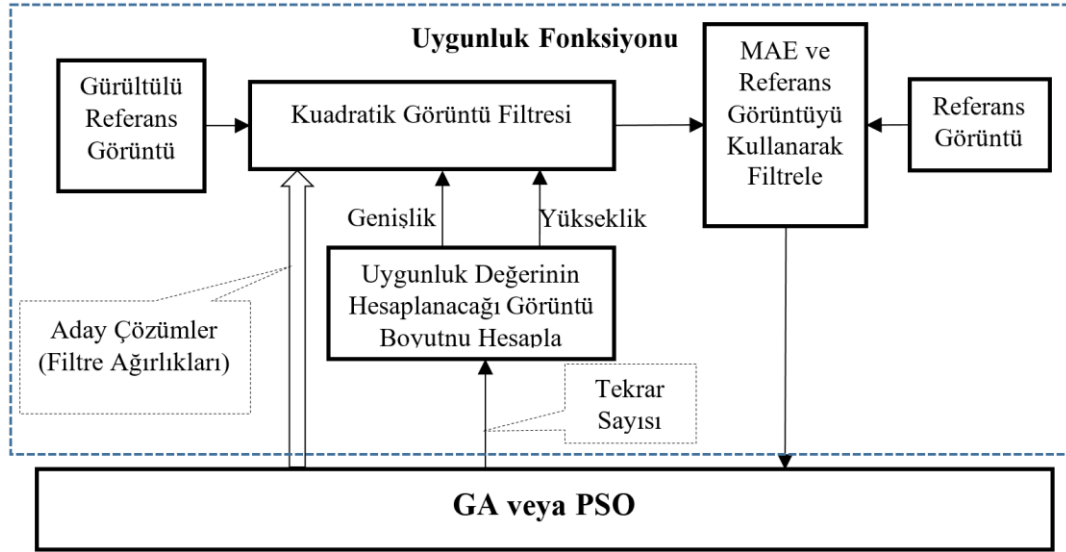 Uygunluk Fonksiyonu
Gürültülü
Referans
Görüntü
Kuadratik Görüntü Filtresi
MAE ve
Referans
Görüntüyü
Kullanarak
Filtrele
Referans
Görüntü
Genişlik
Yükseklik
Uygunluk Değerinin
Hesaplanacağı Görüntü
Boyutnu Hesapla
Aday Çözümler
(Filtre Ağırlıkları)
Tekrar
Sayısı
GA veya PSO